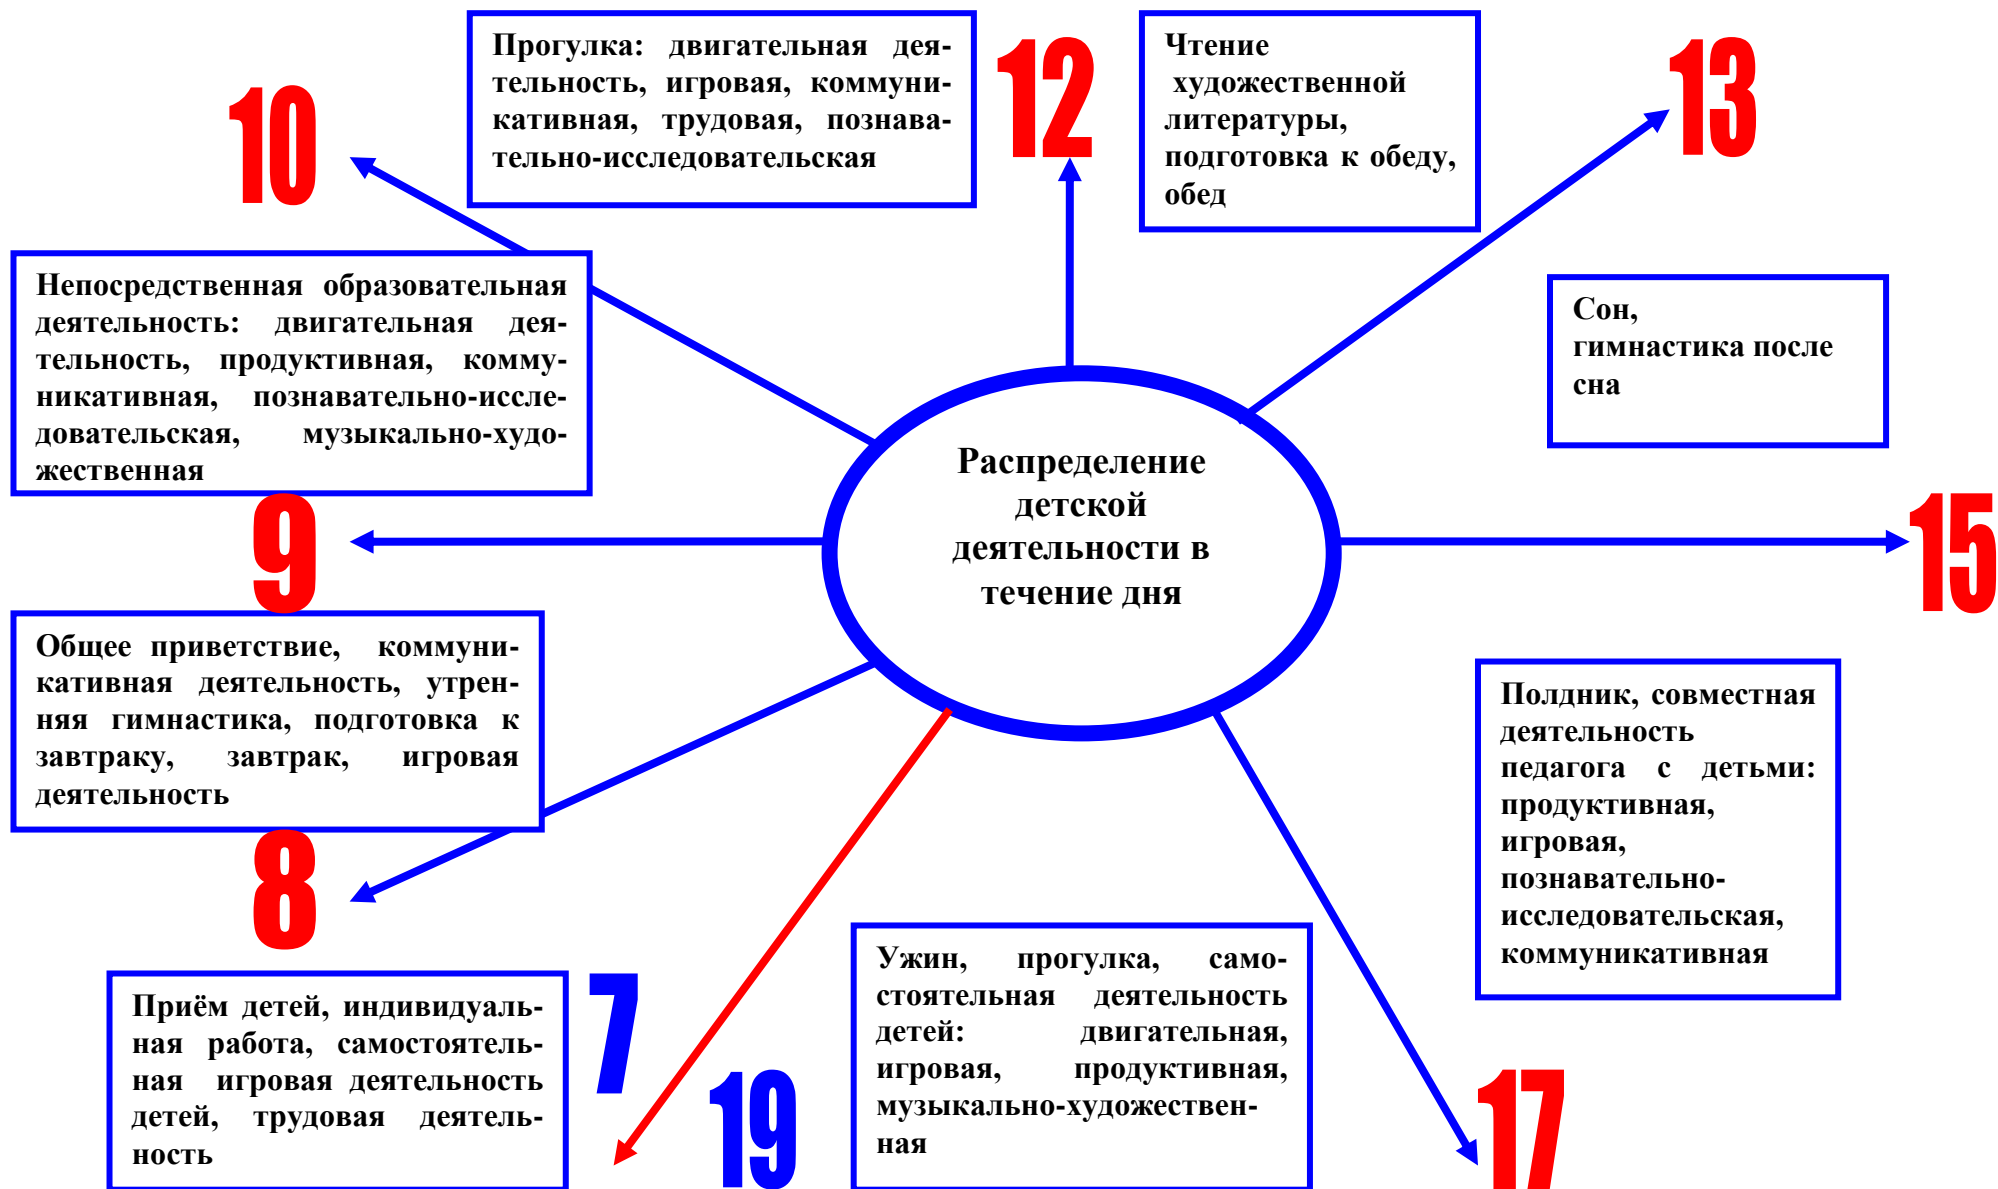 Прогулка: двигательная дея-
тельность, игровая, коммуни-
кативная, трудовая, познава-
тельно-исследовательская
12
Чтение
художественной
литературы,
подготовка к обеду,
обед
13
10
Непосредственная образовательная
деятельность: двигательная дея-
тельность, продуктивная, комму-
никативная, познавательно-иссле-
довательская, музыкально-худо-
жественная
Сон,
гимнастика после
сна
Распределение
детской
деятельности в
течение дня
9
15
Общее приветствие, коммуни-
кативная деятельность, утрен-
няя гимнастика, подготовка к
завтраку, завтрак, игровая
деятельность
Полдник, совместная
деятельность
педагога с детьми:
продуктивная,
игровая,
познавательно-
исследовательская,
коммуникативная
8
Приём детей, индивидуаль-
ная работа, самостоятель-
ная игровая деятельность
детей, трудовая деятель-
ность
7
19
Ужин, прогулка, само-
стоятельная деятельность
детей: двигательная,
игровая, продуктивная,
музыкально-художествен-
ная
17